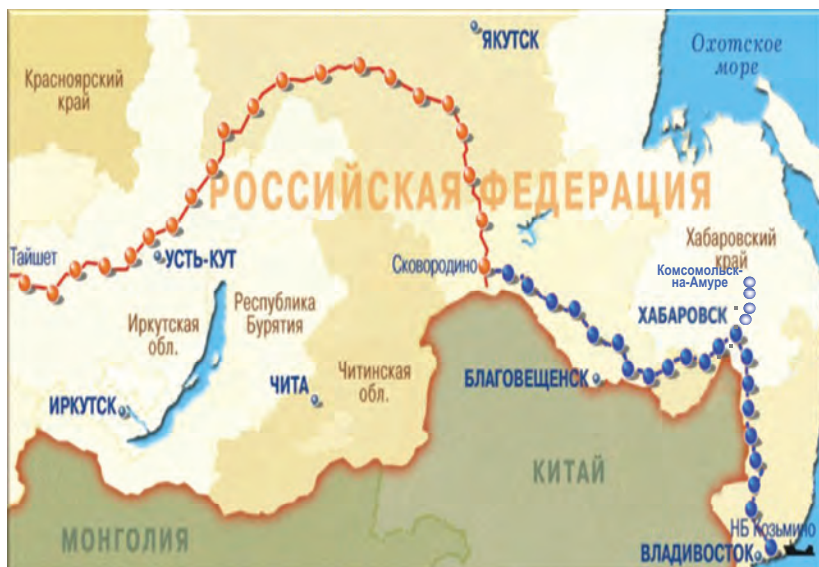 ЯКУТСК
Охотское
море
Красноярский
край
РОССИЙСКАЯ ФЕДЕРАЦИЯ
Тайшет
УСТЬ-КУТ
Сковородино
Хабаровский
край
Комсомольск-
на-Амуре
Иркутская
обл.
Республика
Бурятия
ХАБАРОВСК
ИРКУТСК
ЧИТА
Читинская
обл.
БЛАГОВЕЩЕНСК
КИТАЙ
МОНГОЛИЯ
НБ Козьмино
ВЛАДИВОСТОК